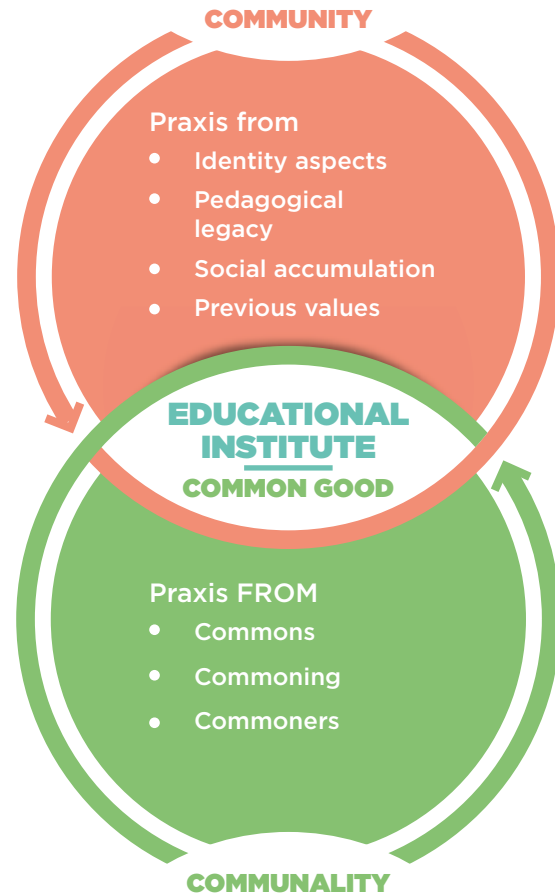 COMMUNITY
Praxis from
• Identity aspects
• Pedagogical
legacy
• Social accumulation
• Previous values
EDUCATIONAL
INSTITUTE
COMMON GOOD
Praxis FROM
• Commons
• Commoning
• Commoners
COMMUNALITY